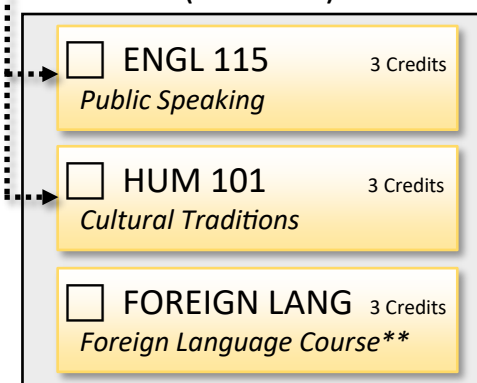 ENGL 115 3 Credits
Public Speaking
HUM 101 3 Credits
Cultural Traditions
FOREIGN LANG 3 Credits
Foreign Language Course**